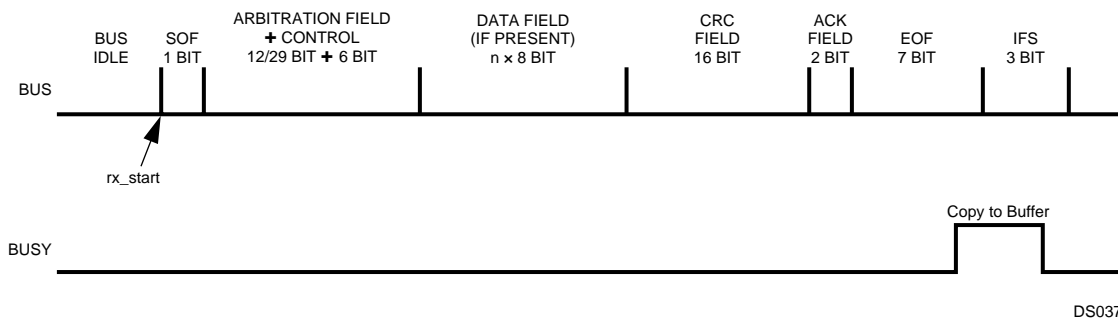 BUS
IDLE
SOF
1 BIT
ARBITRATION FIELD
+ CONTROL
12/29 BIT + 6 BIT
DATA FIELD
(IF PRESENT)
n × 8 BIT
CRC
FIELD
16 BIT
ACK
FIELD
2 BIT
EOF
7 BIT
IFS
3 BIT
BUS
rx_start
Copy to Buffer
BUSY
DS037